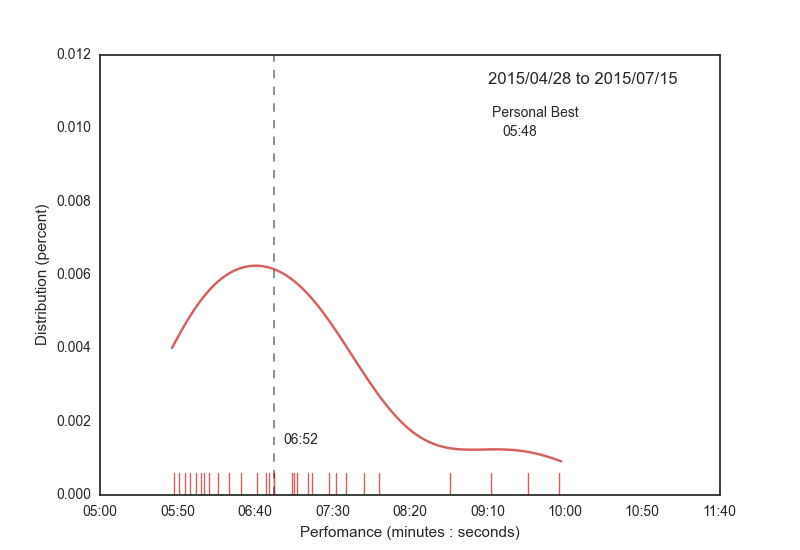 2015/04/28 to 2015/07/15
Personal Best
05:48
06:52
Distribution (percent)
0.012
0.010
0.008
0.006
0.004
0.002
0.000
05:00 05:50 06:40 07:30 08:20 09:10 10:00 10:50 11:40
Perfomance (minutes : seconds)